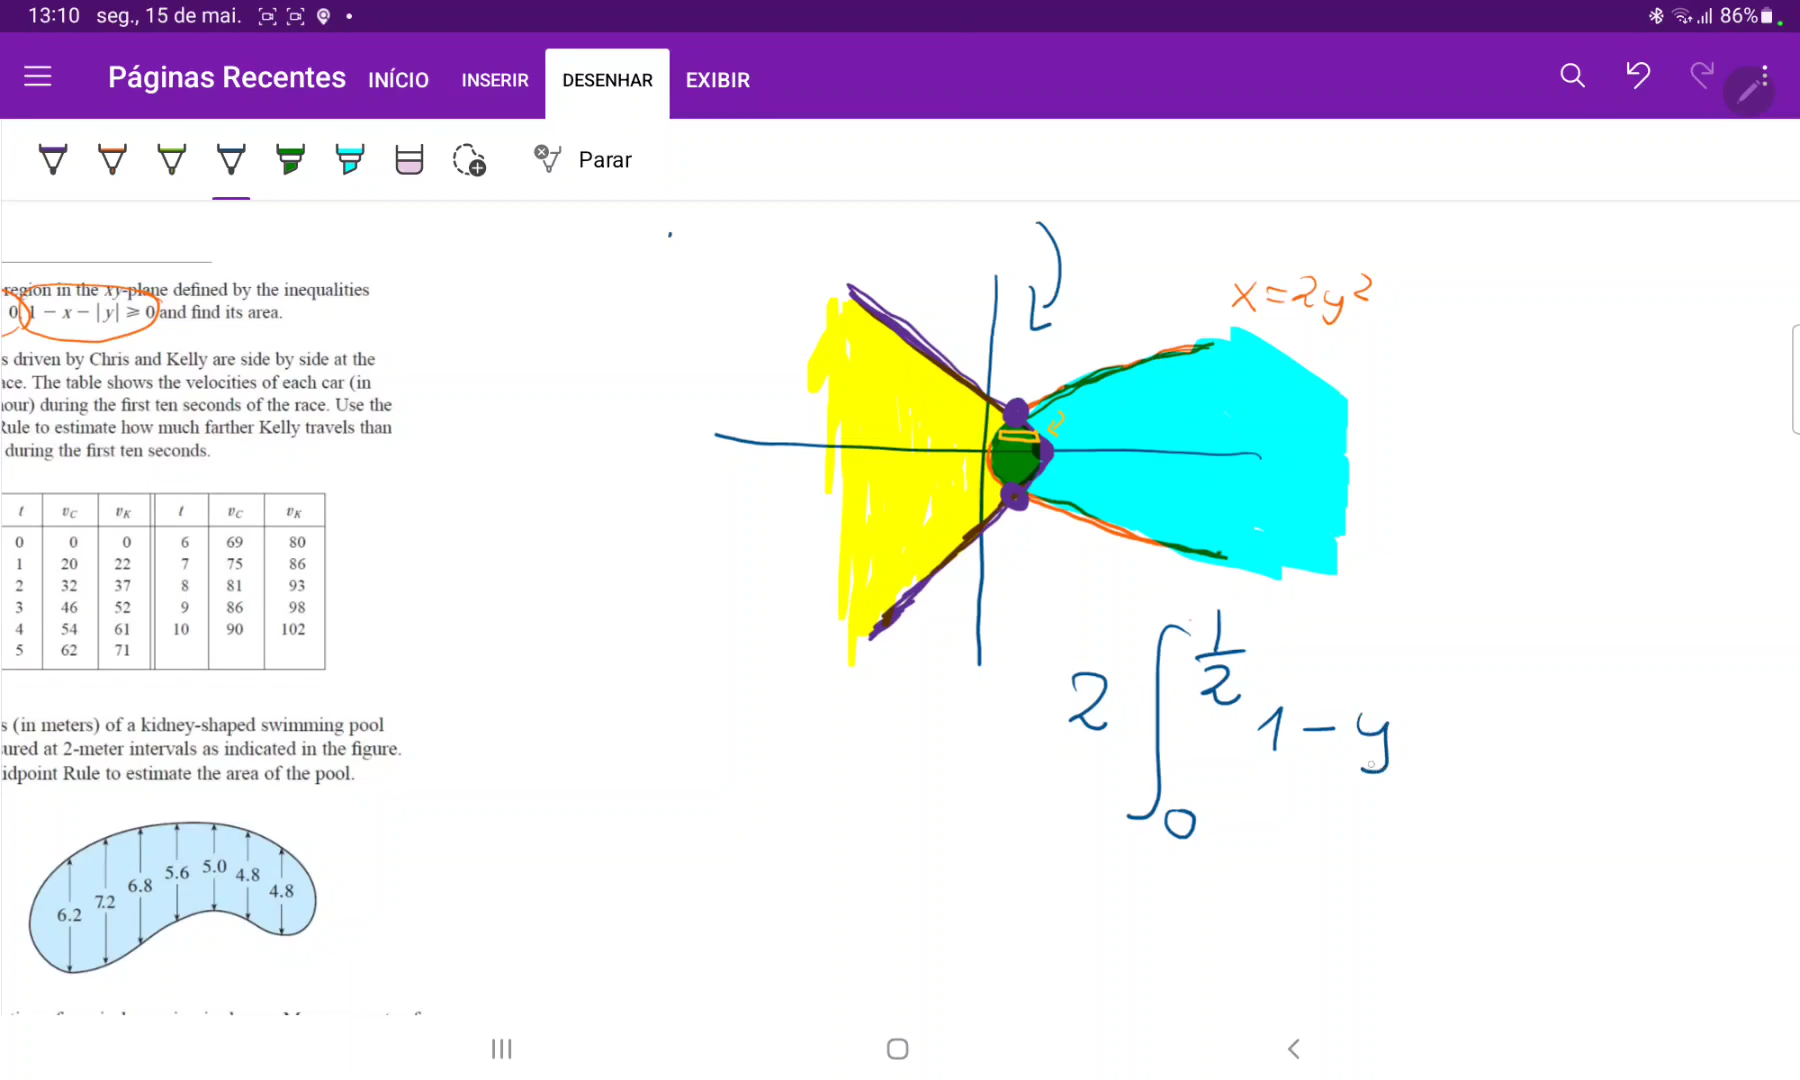 13:10 seg., 15 de mai. 86%
Páginas Recentes INÍCIO INSERIR DESENHAR EXIBIR
Parar
region in the xy-plane defined by the inequalities
0, 1 − x − |y| ⩾ 0 and find its area.
s driven by Chris and Kelly are side by side at the
ace. The table shows the velocities of each car (in
our) during the first ten seconds of the race. Use the
Rule to estimate how much farther Kelly travels than
during the first ten seconds.
t vC vK t vC vK
0 0 0 6 69 80
1 20 22 7 75 86
2 32 37 8 81 93
3 46 52 9 86 98
4 54 61 10 90 102
5 62 71
s (in meters) of a kidney-shaped swimming pool
ured at 2-meter intervals as indicated in the figure.
idpoint Rule to estimate the area of the pool.
6.2 7.2 6.8 5.6 5.0 4.8 4.8
x = 2y²
2 ∫₀^(1/2) 1 − y